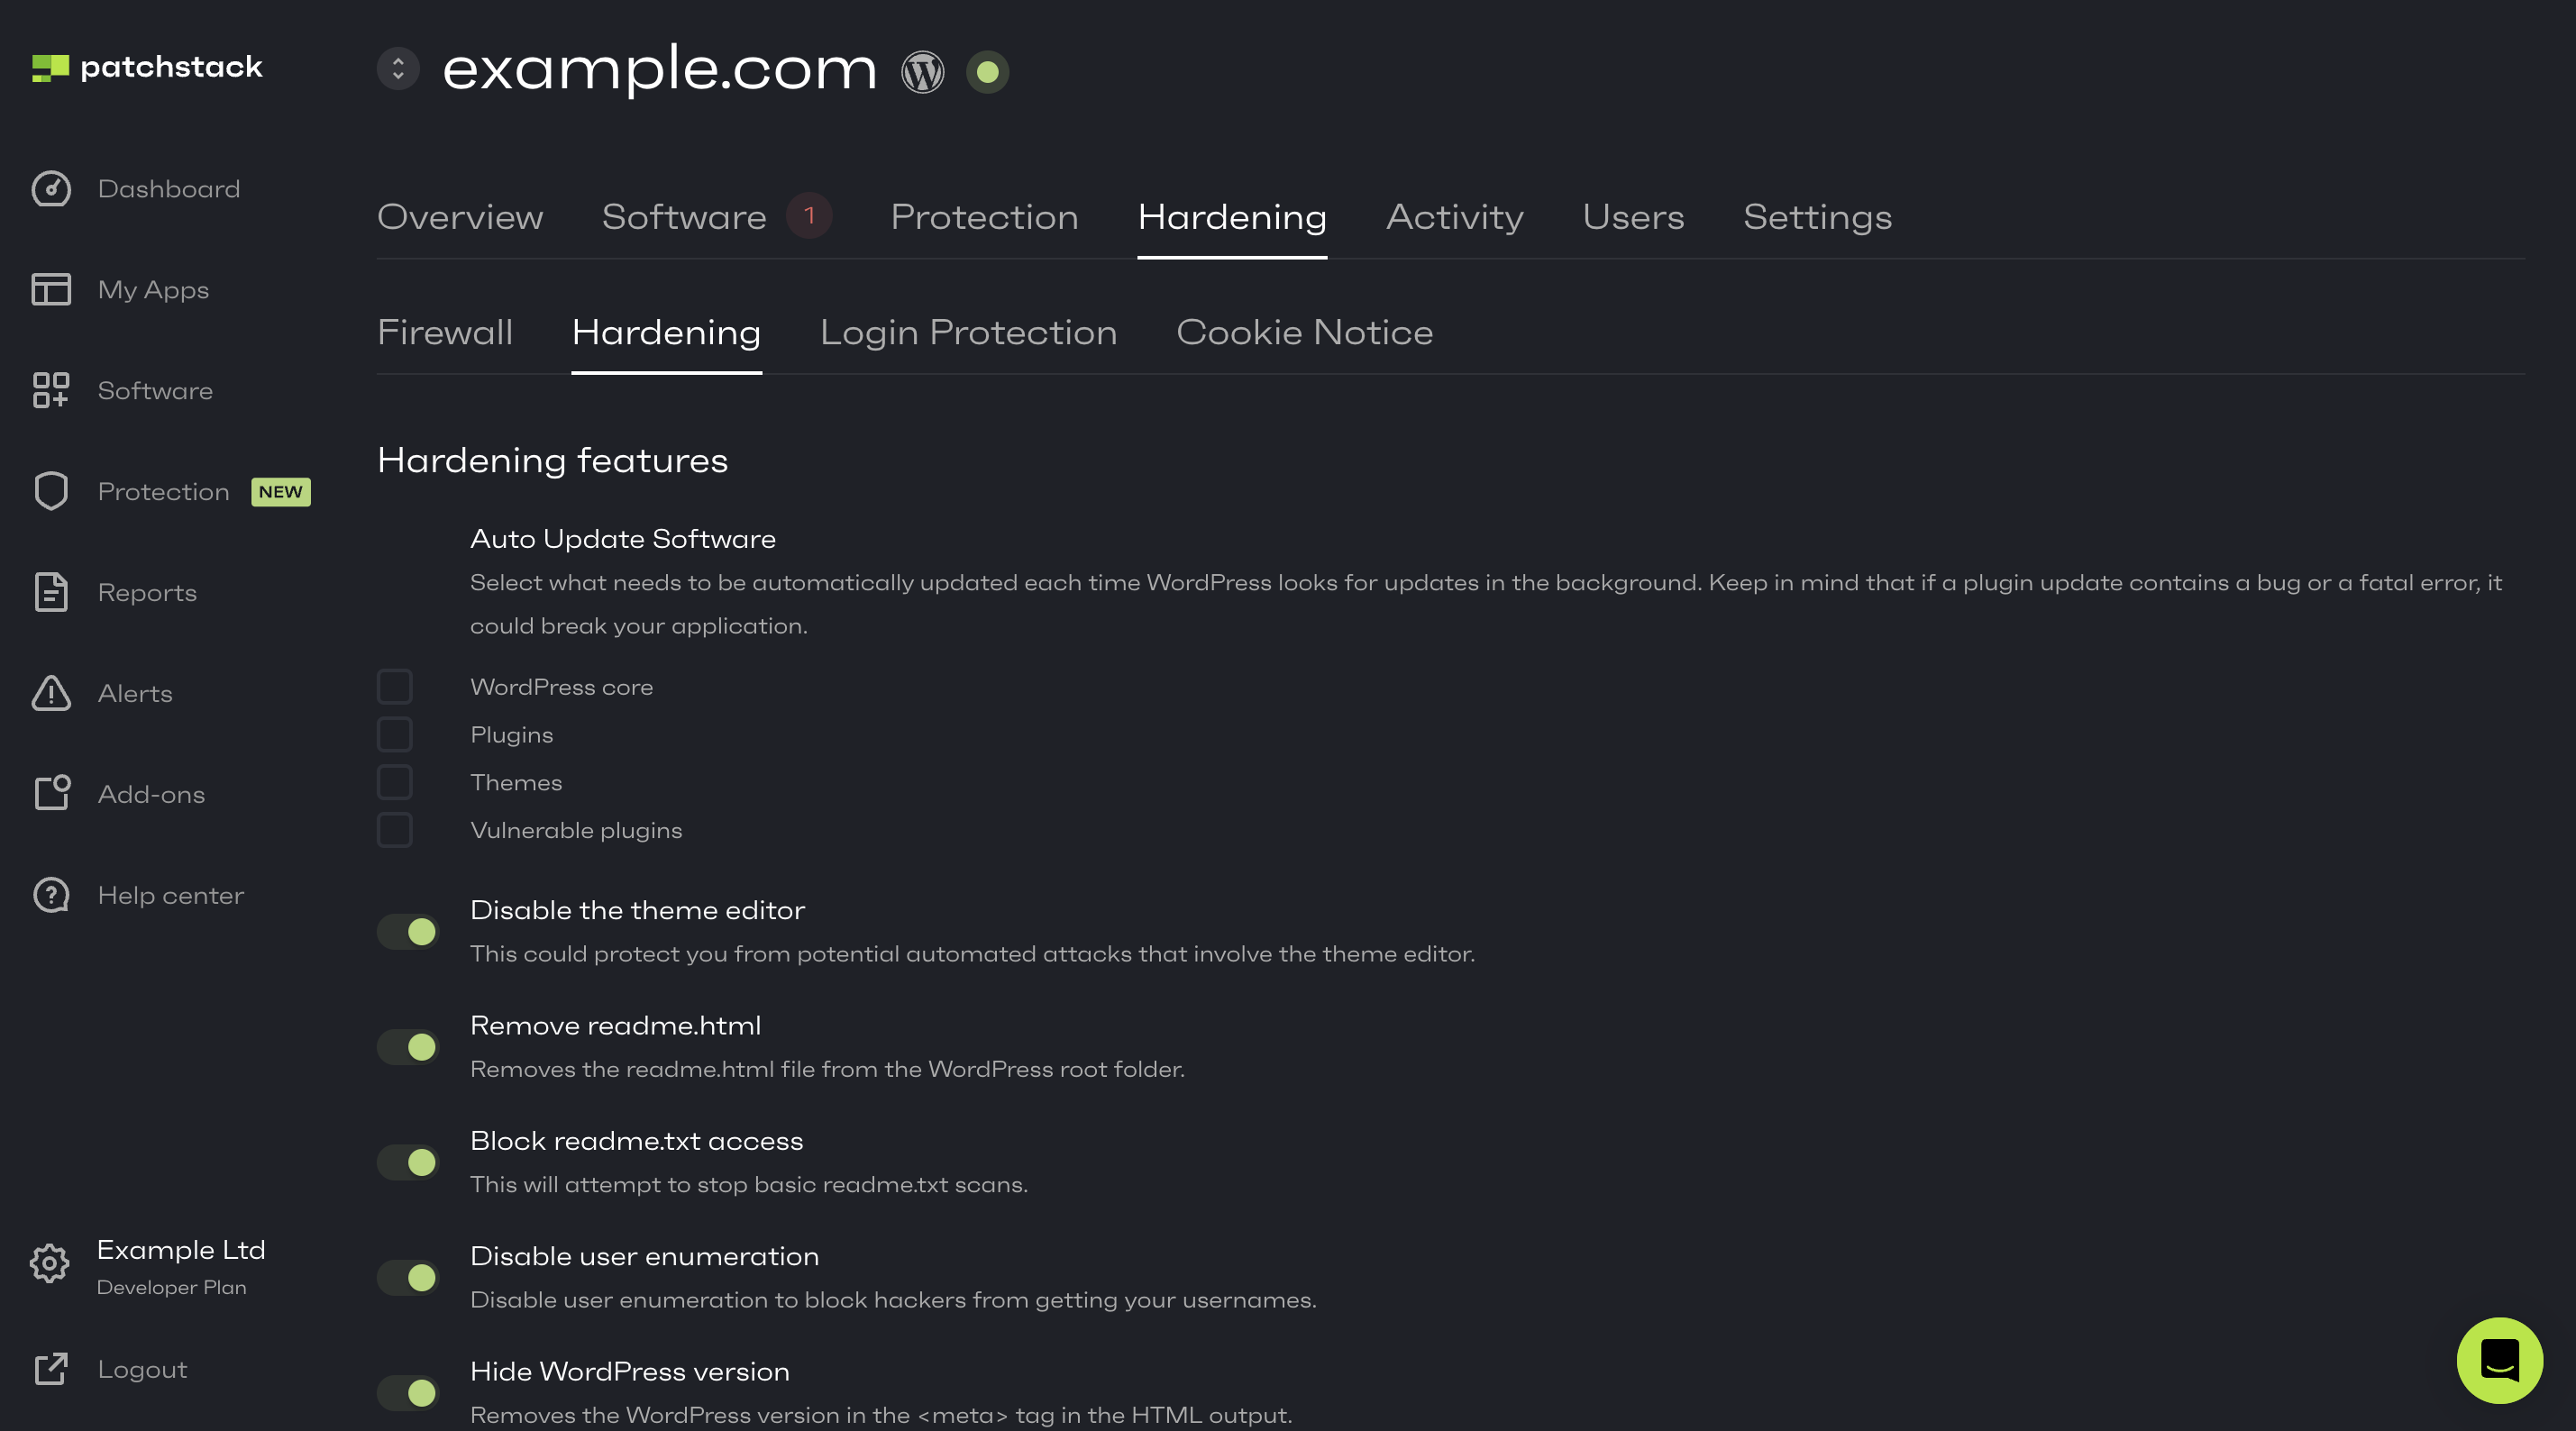 patchstack
example.com
Dashboard
My Apps
Software
Protection NEW
Reports
Alerts
Add-ons
Help center
Example Ltd
Developer Plan
Logout
Overview Software 1 Protection Hardening Activity Users Settings
Firewall Hardening Login Protection Cookie Notice
Hardening features
Auto Update Software
Select what needs to be automatically updated each time WordPress looks for updates in the background. Keep in mind that if a plugin update contains a bug or a fatal error, it
could break your application.
WordPress core
Plugins
Themes
Vulnerable plugins
Disable the theme editor
This could protect you from potential automated attacks that involve the theme editor.
Remove readme.html
Removes the readme.html file from the WordPress root folder.
Block readme.txt access
This will attempt to stop basic readme.txt scans.
Disable user enumeration
Disable user enumeration to block hackers from getting your usernames.
Hide WordPress version
Removes the WordPress version in the <meta> tag in the HTML output.